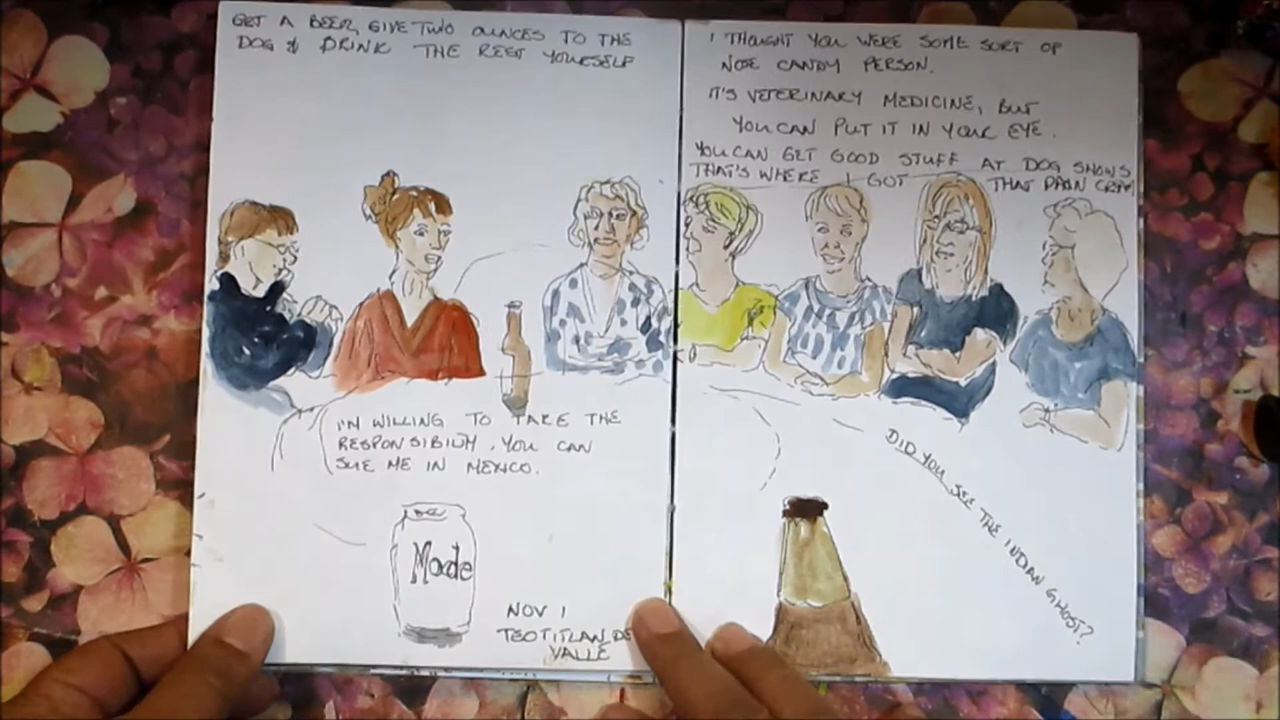 GET A BEER, GIVE TWO OUNCES TO THE
DOG & DRINK THE REST YOURSELF
I'M WILLING TO TAKE THE
RESPONSIBILITY. YOU CAN
SUE ME IN MEXICO.
Mode
NOV 1
TEOTITLAN DE
VALLE
I THOUGHT YOU WERE SOME SORT OF
NOSE CANDY PERSON.
IT'S VETERINARY MEDICINE, BUT
YOU CAN PUT IT IN YOUR EYE.
YOU CAN GET GOOD STUFF AT DOG SHOWS
THAT'S WHERE I GOT THAT PAIN CREAM
DID YOU SEE THE INDIAN GHOST?